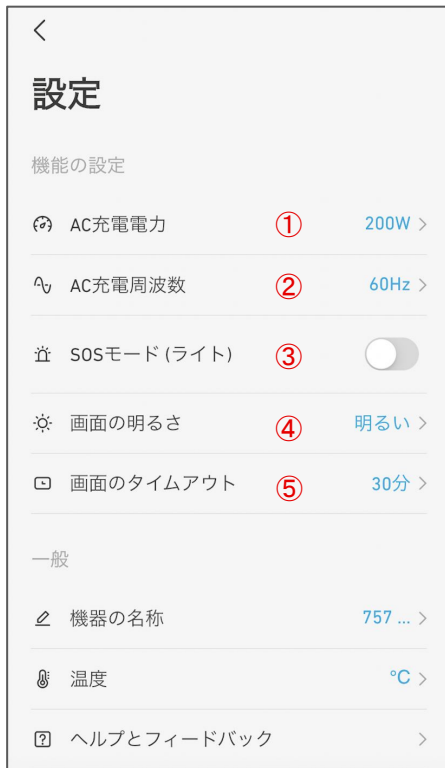 設定
機能の設定
AC充電電力 ① 200W >
AC充電周波数 ② 60Hz >
SOSモード (ライト) ③
画面の明るさ ④ 明るい >
画面のタイムアウト ⑤ 30分 >
一般
機器の名称 757 ... >
温度 °C >
ヘルプとフィードバック >